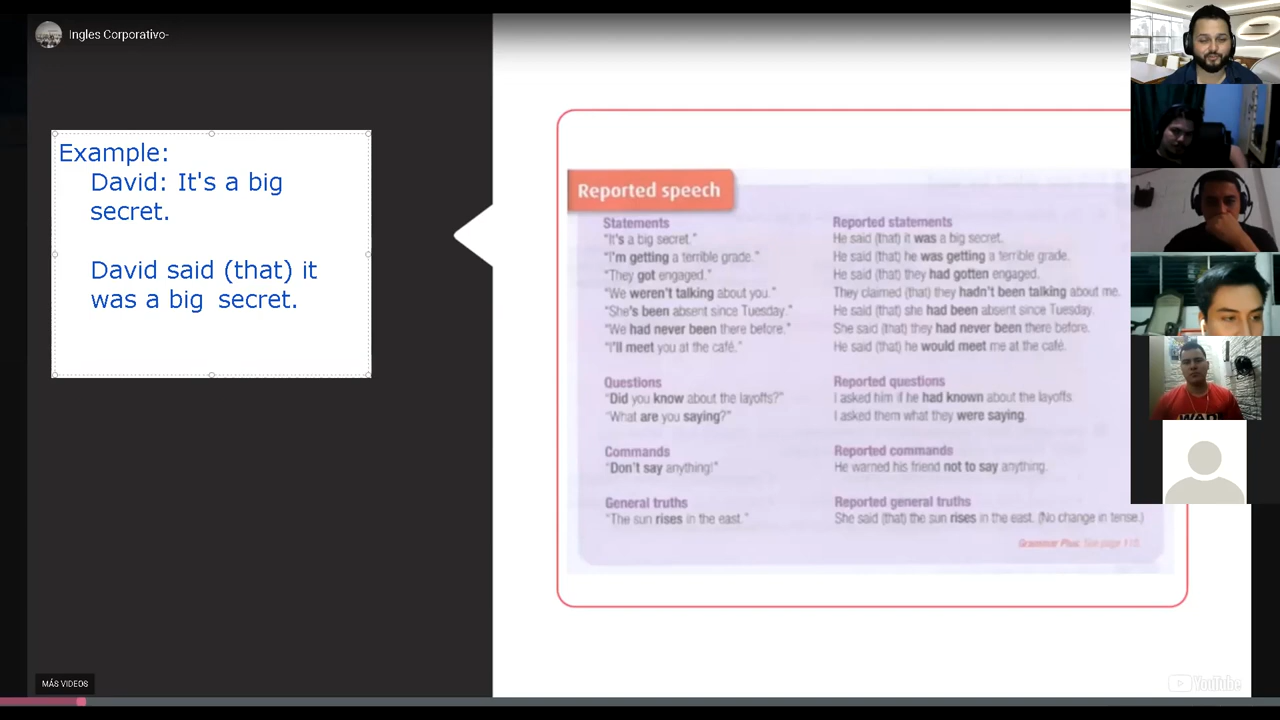 Ingles Corporativo-
Example:
David: It's a big
secret.
David said (that) it
was a big secret.
Reported speech
Statements
"It's a big secret."
"I'm getting a terrible grade."
"They got engaged."
"We weren't talking about you."
"She's been absent since Tuesday."
"We had never been there before."
"I'll meet you at the café."
Reported statements
He said (that) it was a big secret.
He said (that) he was getting a terrible grade.
He said (that) they had gotten engaged.
They claimed (that) they hadn't been talking about me.
He said (that) she had been absent since Tuesday.
She said (that) they had never been there before.
He said (that) he would meet me at the café.
Questions
"Did you know about the layoffs?"
"What are you saying?"
Reported questions
I asked him if he had known about the layoffs.
I asked them what they were saying.
Commands
"Don't say anything!"
Reported commands
He warned his friend not to say anything.
General truths
"The sun rises in the east."
Reported general truths
She said (that) the sun rises in the east. (No change in tense.)
Grammar Plus: See page 115.
MÁS VIDEOS
YouTube